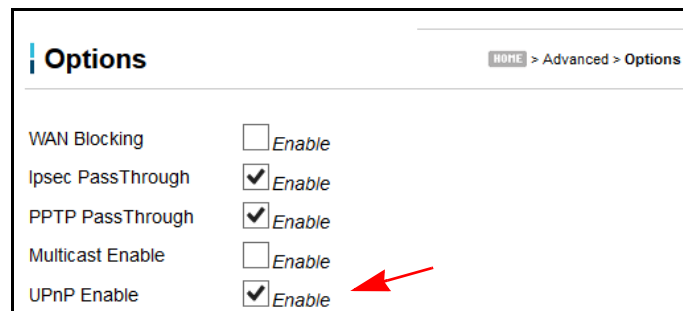 Options
HOME > Advanced > Options
WAN Blocking Enable
Ipsec PassThrough Enable
PPTP PassThrough Enable
Multicast Enable Enable
UPnP Enable Enable